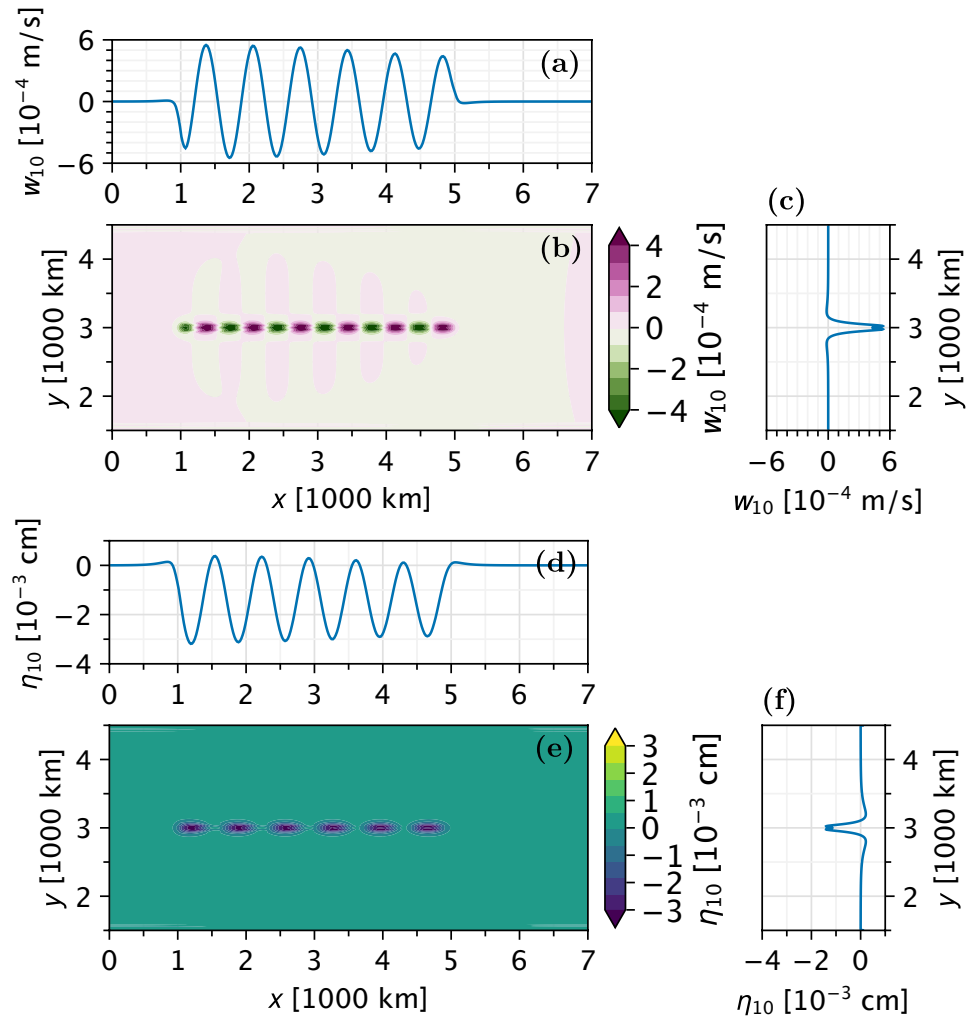 6
0
−6
w₁₀ [10⁻⁴ m/s]
(a)
0 1 2 3 4 5 6 7
4
3
2
y [1000 km]
(b)
0 1 2 3 4 5 6 7
x [1000 km]
4
2
0
−2
−4
w₁₀ [10⁻⁴ m/s]
(c)
4
3
2
y [1000 km]
−6 0 6
w₁₀ [10⁻⁴ m/s]
0
−2
−4
η₁₀ [10⁻³ cm]
(d)
0 1 2 3 4 5 6 7
4
3
2
y [1000 km]
(e)
0 1 2 3 4 5 6 7
x [1000 km]
3
2
1
0
−1
−2
−3
η₁₀ [10⁻³ cm]
(f)
4
3
2
y [1000 km]
−4 −2 0
η₁₀ [10⁻³ cm]